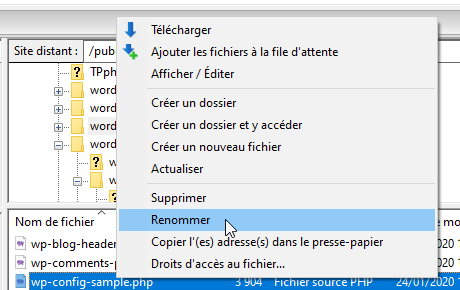 Site distant : /pub
TPph
word
word
word
word
w
w
?
Télécharger
Ajouter les fichiers à la file d'attente
Afficher / Éditer
Créer un dossier
Créer un dossier et y accéder
Créer un nouveau fichier
Actualiser
Supprimer
Renommer
Copier l'(es) adresse(s) dans le presse-papier
Droits d'accès au fichier...
Nom de fichier
e mo
wp-blog-header
2020 1
wp-comments-p
2020 1
wp-config-sample.php 3 904 Fichier source PHP 24/01/2020 1